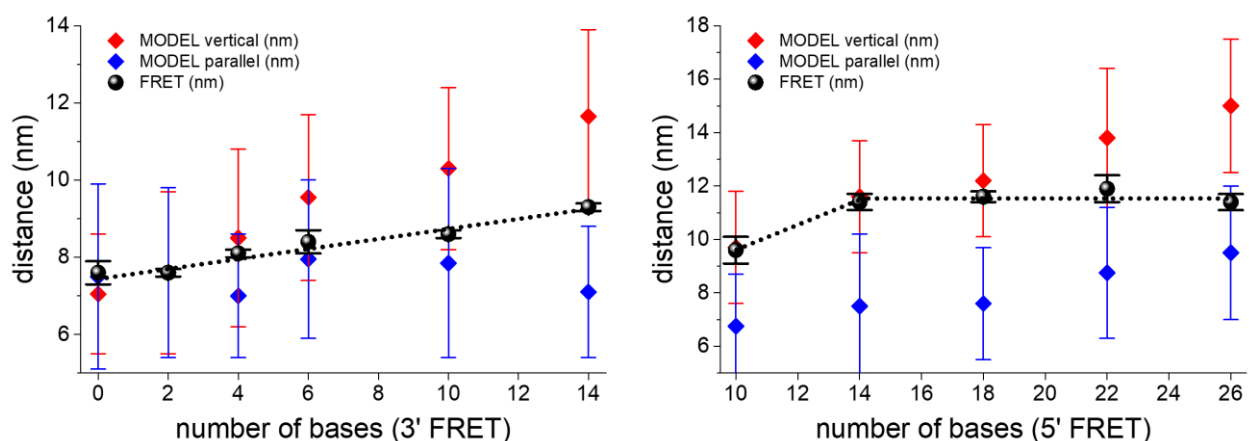 14
12
10
8
6
distance (nm)
MODEL vertical (nm)
MODEL parallel (nm)
FRET (nm)
0 2 4 6 8 10 12 14
number of bases (3' FRET)
18
16
14
12
10
8
6
distance (nm)
MODEL vertical (nm)
MODEL parallel (nm)
FRET (nm)
10 12 14 16 18 20 22 24 26
number of bases (5' FRET)